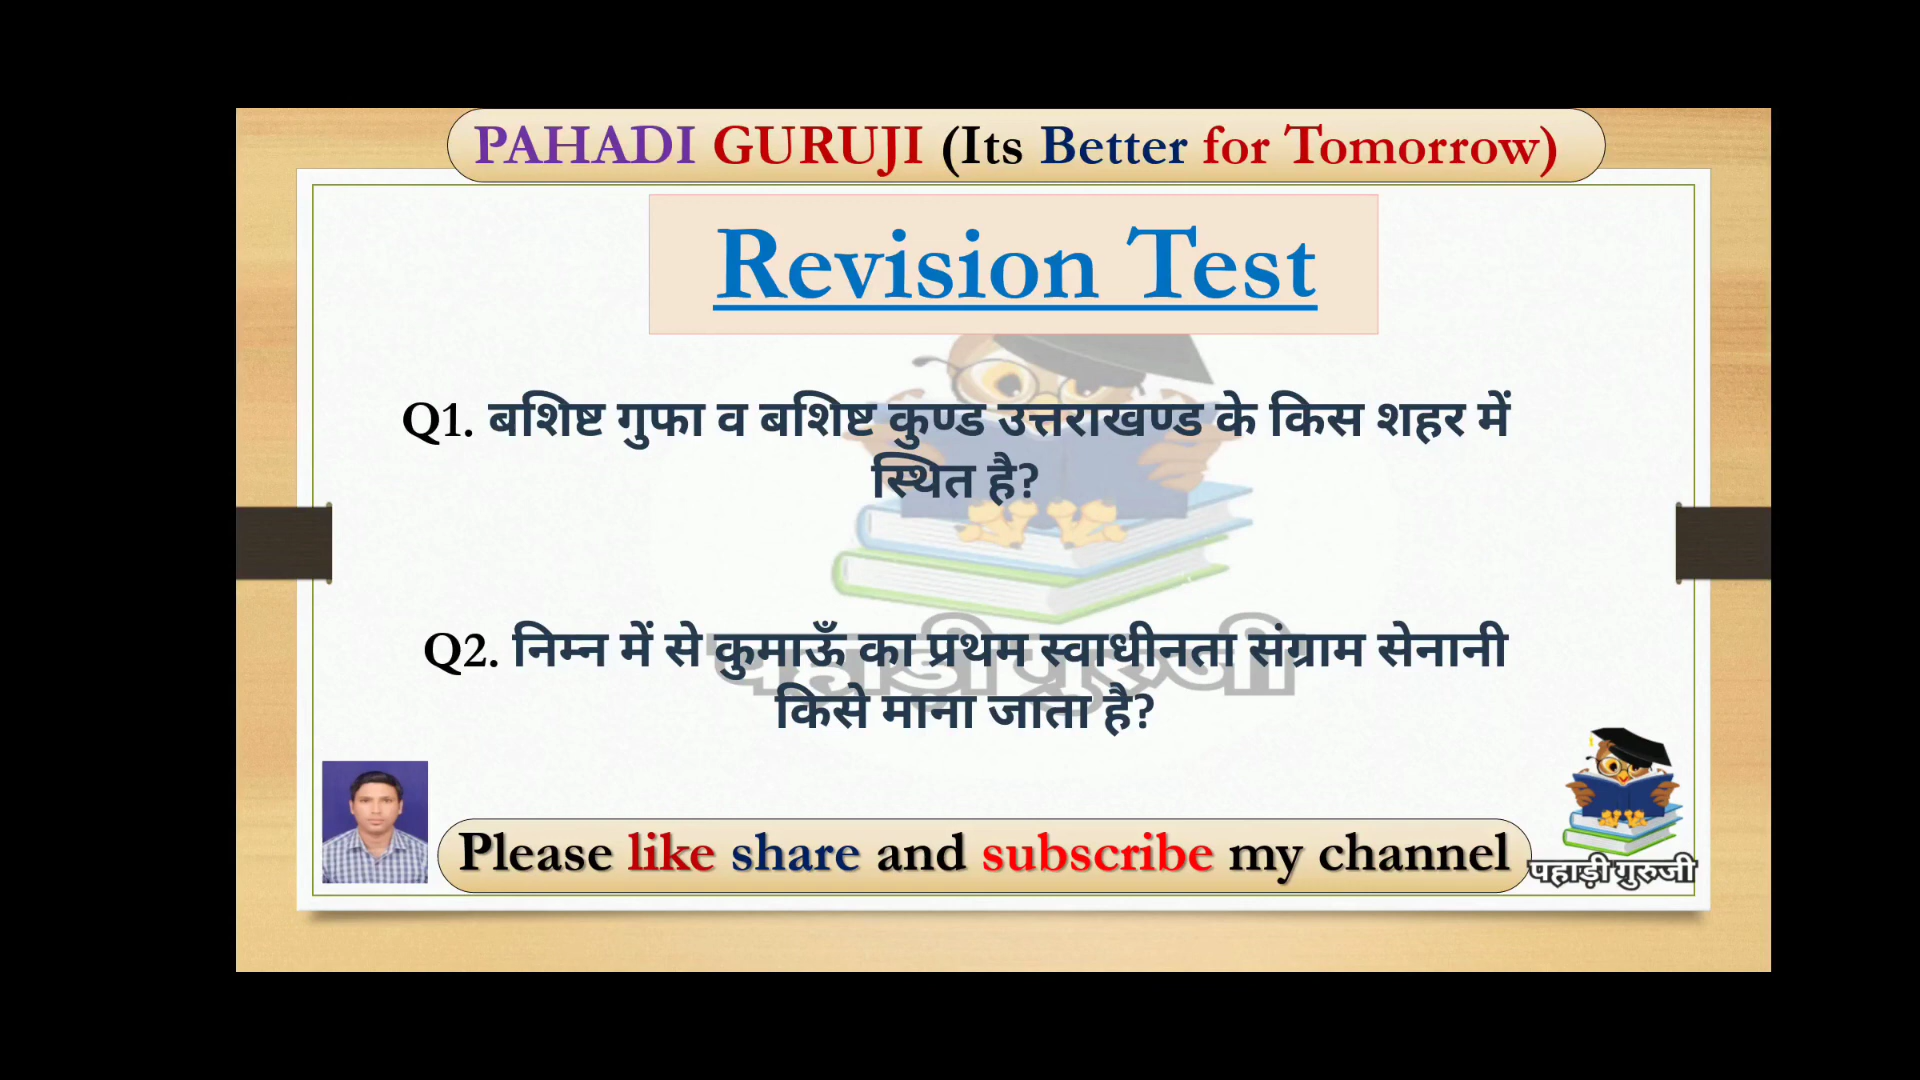 PAHADI GURUJI (Its Better for Tomorrow)
Revision Test
Q1. बशिष्ट गुफा व बशिष्ट कुण्ड उत्तराखण्ड के किस शहर में
स्थित है?
Q2. निम्न में से कुमाऊँ का प्रथम स्वाधीनता संग्राम सेनानी
किसे माना जाता है?
पहाड़ी गुरुजी
Please like share and subscribe my channel
पहाड़ी गुरुजी